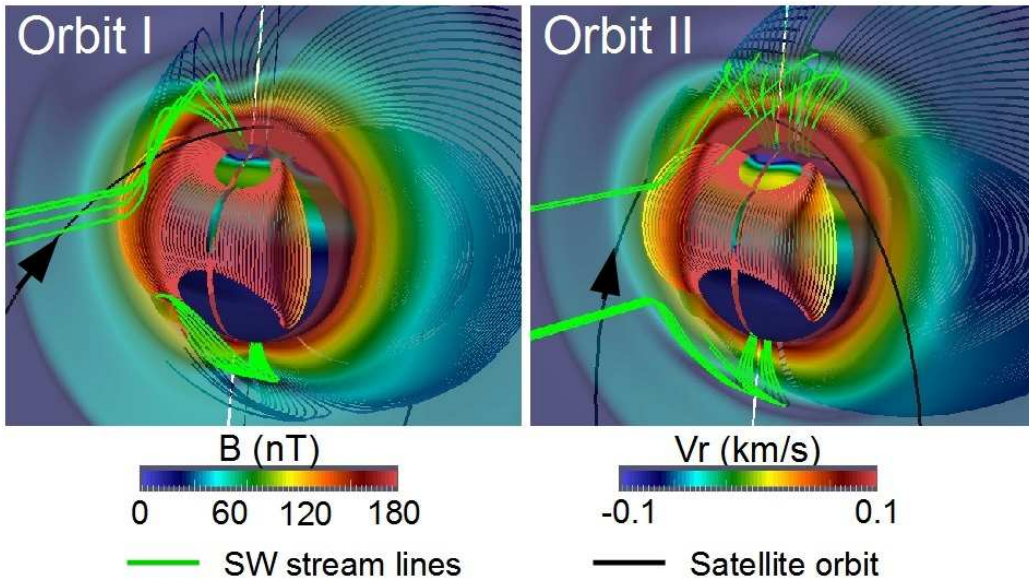 Orbit I
Orbit II
B (nT)
0 60 120 180
Vr (km/s)
-0.1 0.1
SW stream lines
Satellite orbit